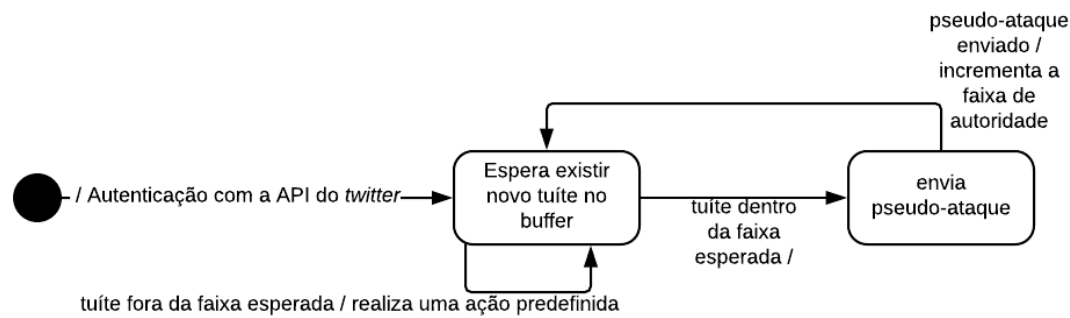 pseudo-ataque
enviado /
incrementa a
faixa de
autoridade
/ Autenticação com a API do twitter
Espera existir
novo tuíte no
buffer
tuíte dentro
da faixa
esperada /
envia
pseudo-ataque
tuíte fora da faixa esperada / realiza uma ação predefinida